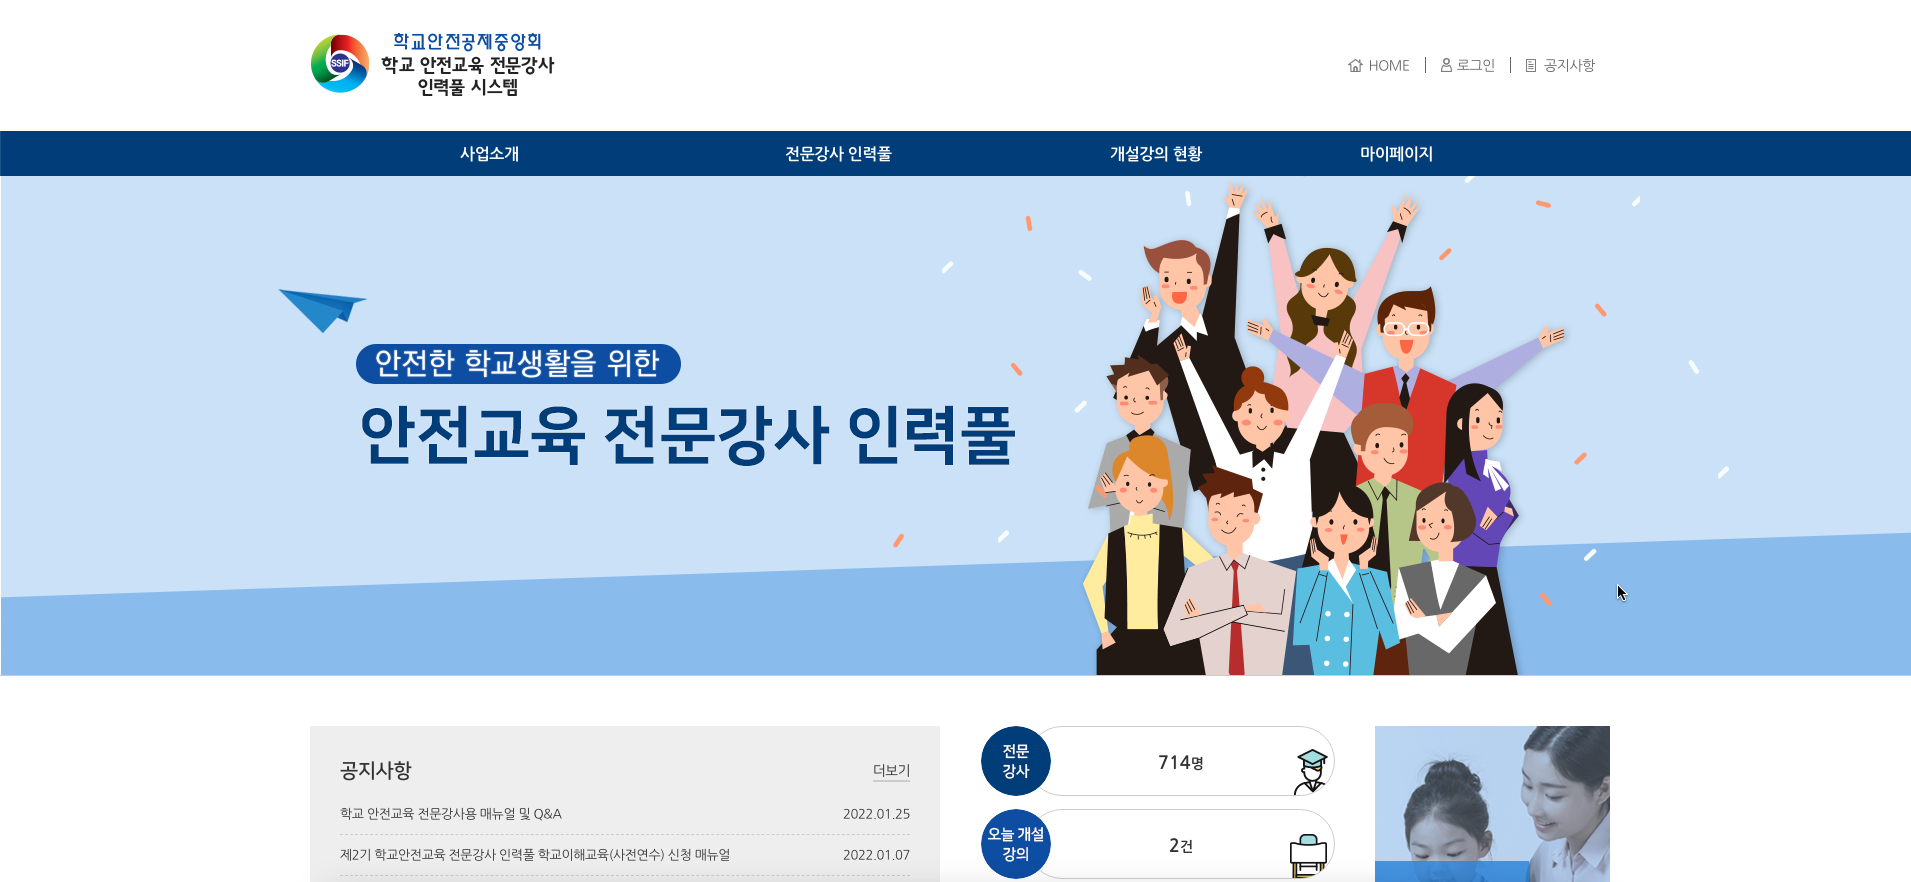 SSIF
학교안전공제중앙회
학교 안전교육 전문강사
인력풀 시스템
HOME
로그인
공지사항
사업소개
전문강사 인력풀
개설강의 현황
마이페이지
안전한 학교생활을 위한
안전교육 전문강사 인력풀
공지사항
더보기
학교 안전교육 전문강사용 매뉴얼 및 Q&A 2022.01.25
제2기 학교안전교육 전문강사 인력풀 학교이해교육(사전연수) 신청 매뉴얼 2022.01.07
전문
강사
714명
오늘 개설
강의
2건